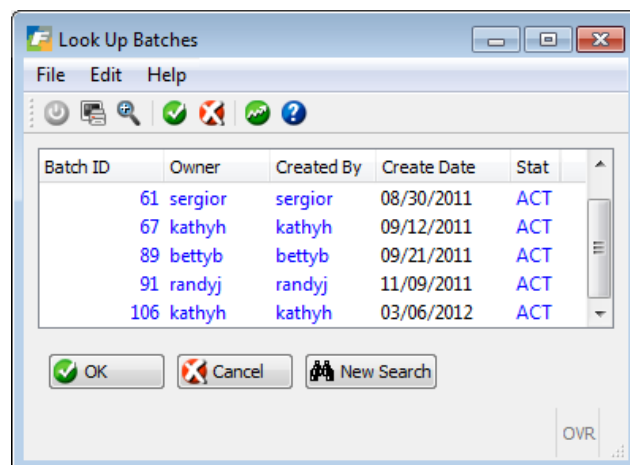 Look Up Batches
File Edit Help
Batch ID Owner Created By Create Date Stat
61 sergior sergior 08/30/2011 ACT
67 kathyh kathyh 09/12/2011 ACT
89 bettyb bettyb 09/21/2011 ACT
91 randyj randyj 11/09/2011 ACT
106 kathyh kathyh 03/06/2012 ACT
OK Cancel New Search
OVR